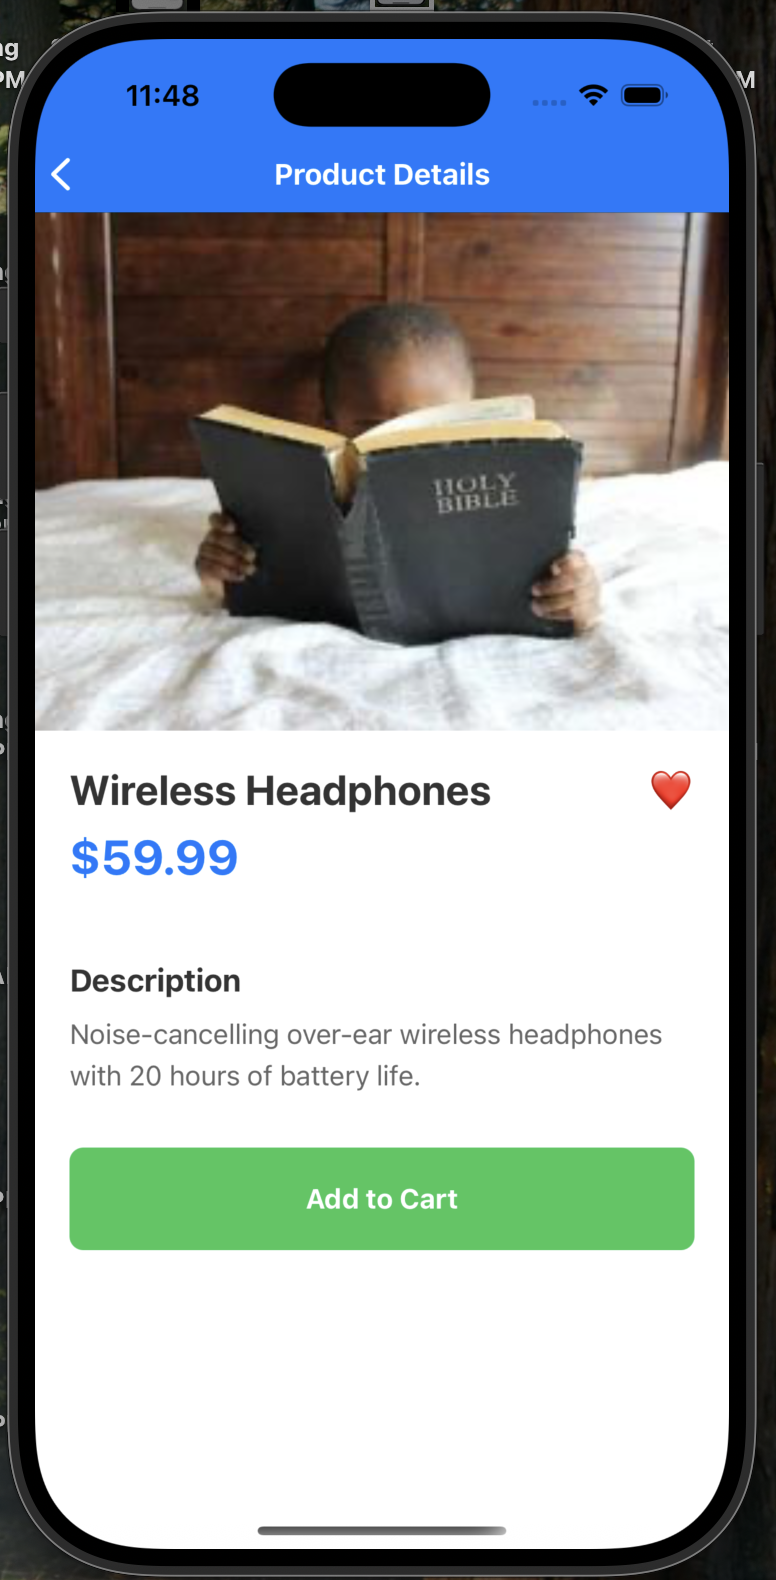 11:48
Product Details
HOLY
BIBLE
Wireless Headphones
$59.99
Description
Noise-cancelling over-ear wireless headphones
with 20 hours of battery life.
Add to Cart